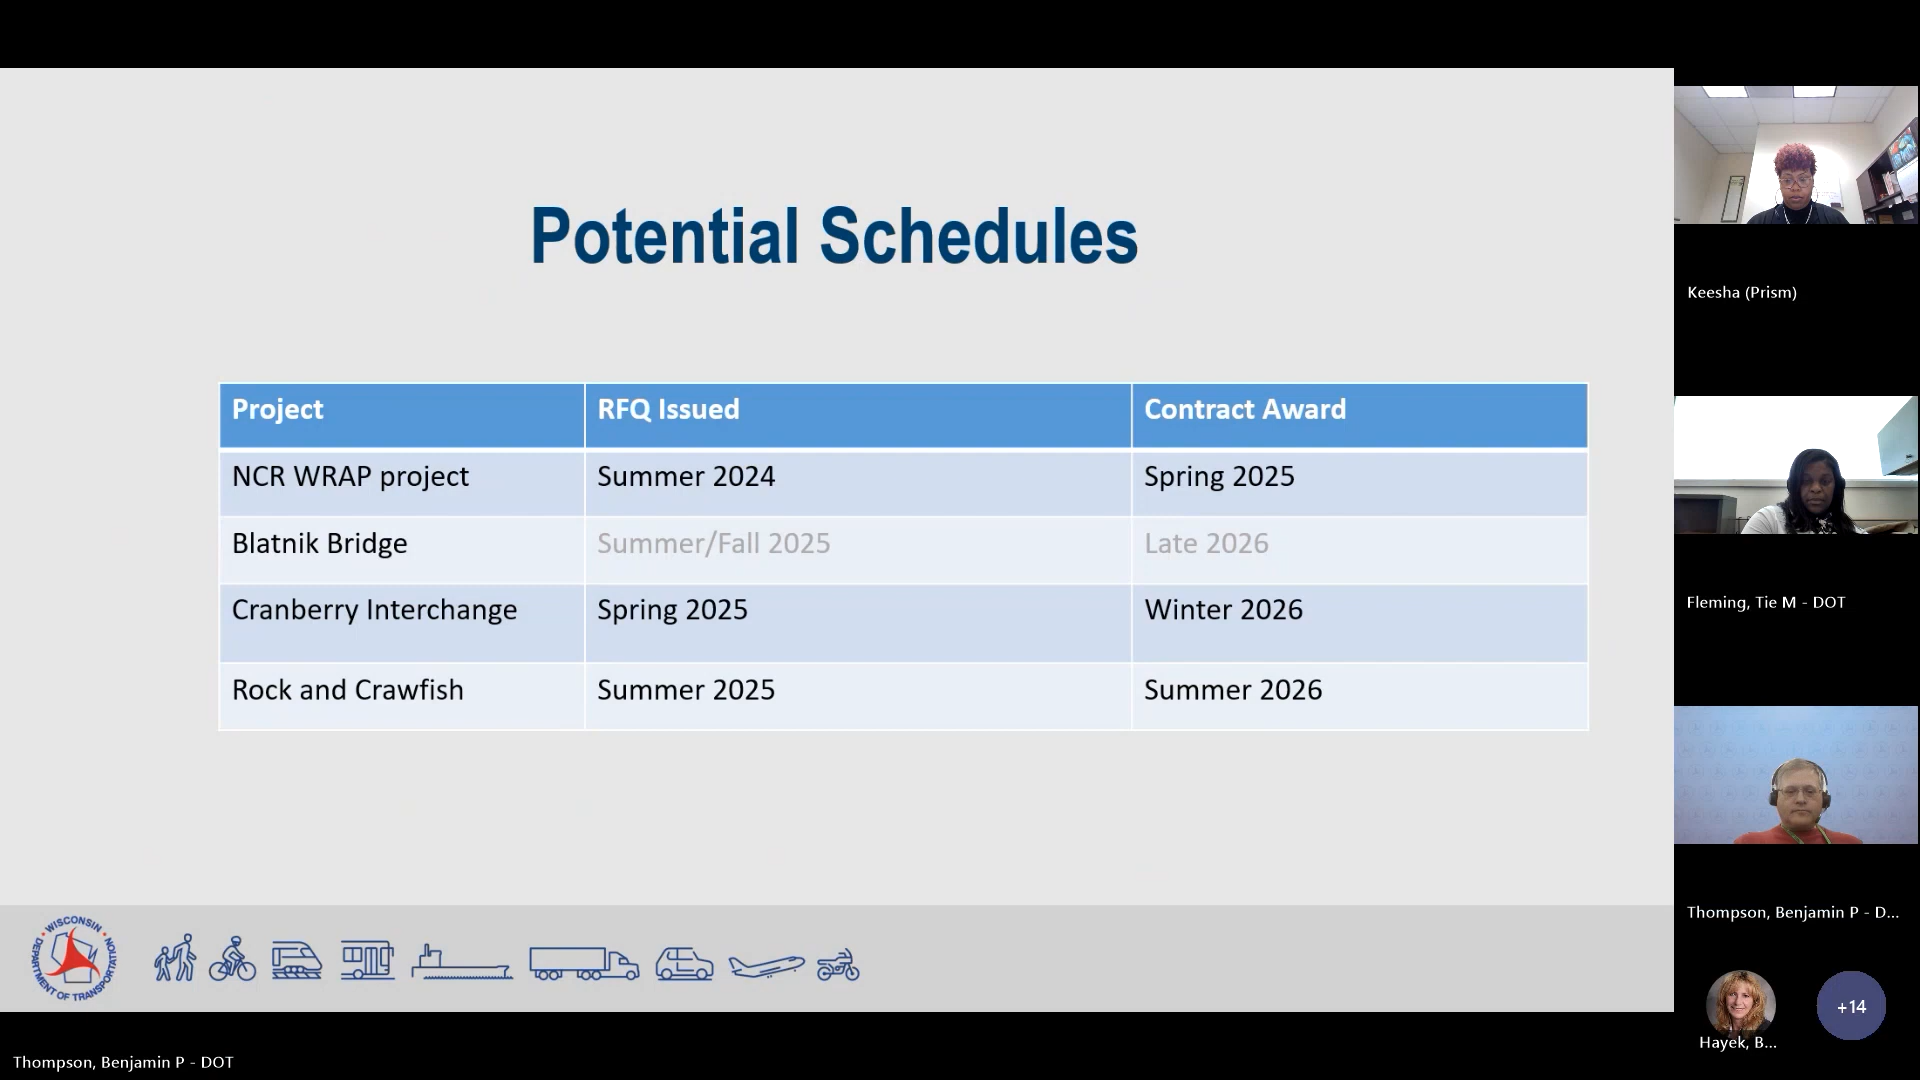 Potential Schedules
Project RFQ Issued Contract Award
NCR WRAP project Summer 2024 Spring 2025
Blatnik Bridge Summer/Fall 2025 Late 2026
Cranberry Interchange Spring 2025 Winter 2026
Rock and Crawfish Summer 2025 Summer 2026
WISCONSIN
DEPARTMENT OF TRANSPORTATION
Thompson, Benjamin P - DOT
Keesha (Prism)
Fleming, Tie M - DOT
Thompson, Benjamin P - D...
Hayek, B...
+14